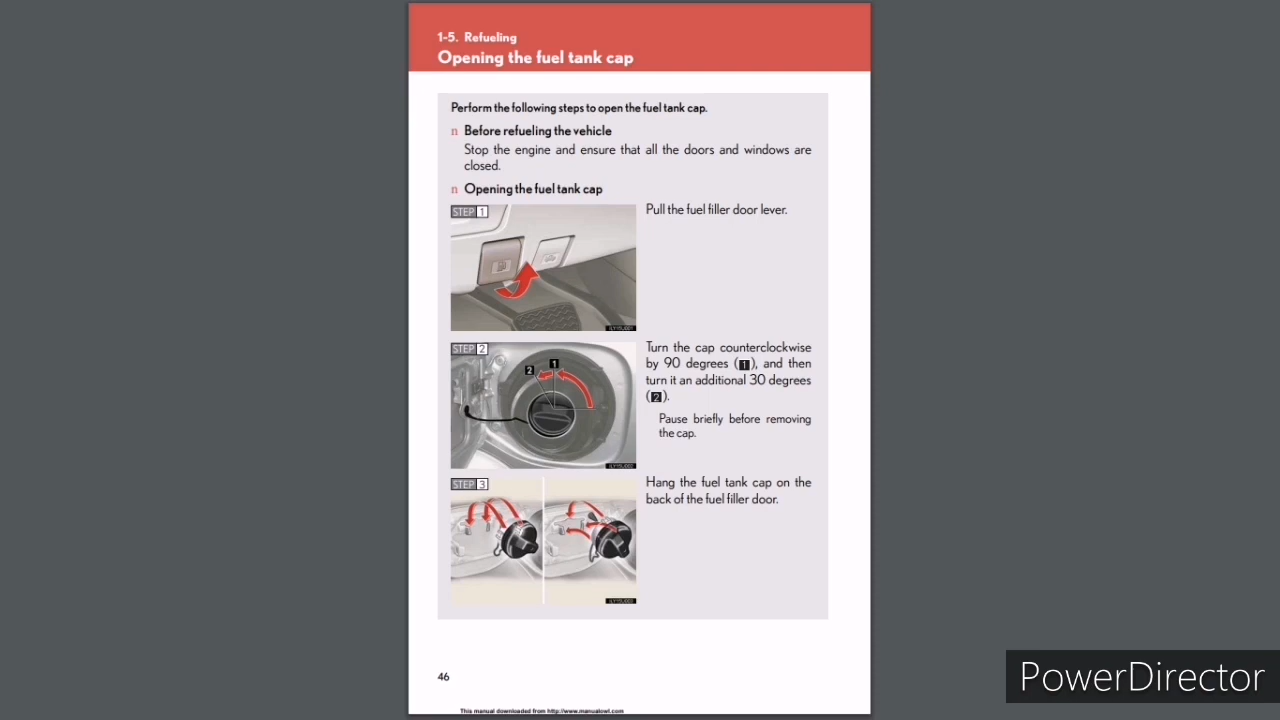 1-5. Refueling
Opening the fuel tank cap
Perform the following steps to open the fuel tank cap.
n Before refueling the vehicle
Stop the engine and ensure that all the doors and windows are
closed.
n Opening the fuel tank cap
STEP 1
Pull the fuel filler door lever.
STEP 2
2 1
Turn the cap counterclockwise
by 90 degrees (1), and then
turn it an additional 30 degrees
(2).
Pause briefly before removing
the cap.
STEP 3
Hang the fuel tank cap on the
back of the fuel filler door.
46
This manual downloaded from http://www.manualowl.com
PowerDirector